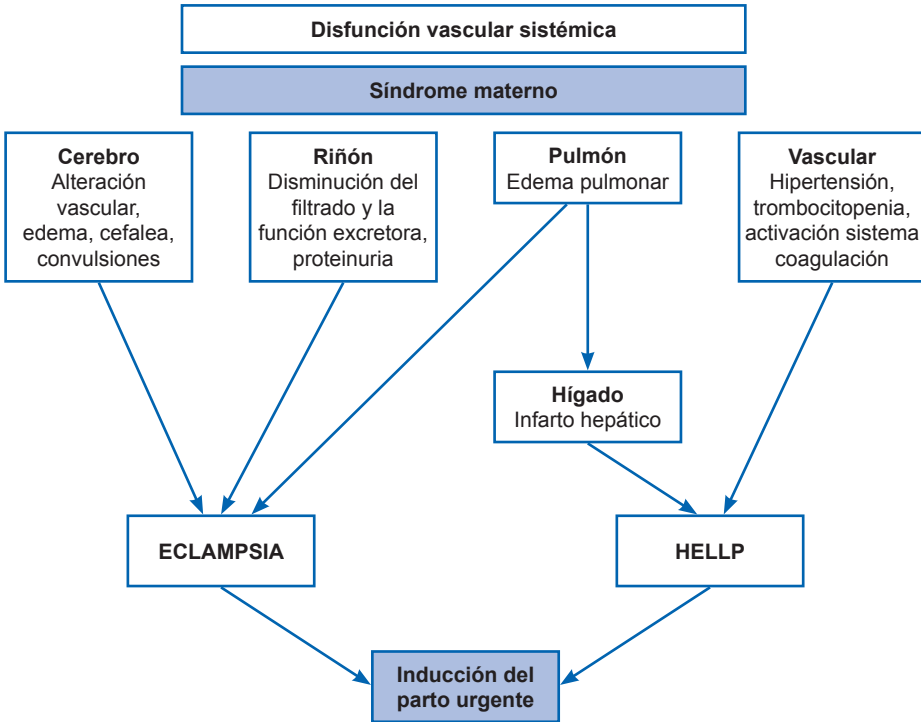 Disfunción vascular sistémica
Síndrome materno
Cerebro
Alteración
vascular,
edema, cefalea,
convulsiones
Riñón
Disminución del
filtrado y la
función excretora,
proteinuria
Pulmón
Edema pulmonar
Vascular
Hipertensión,
trombocitopenia,
activación sistema
coagulación
Hígado
Infarto hepático
ECLAMPSIA
HELLP
Inducción del
parto urgente